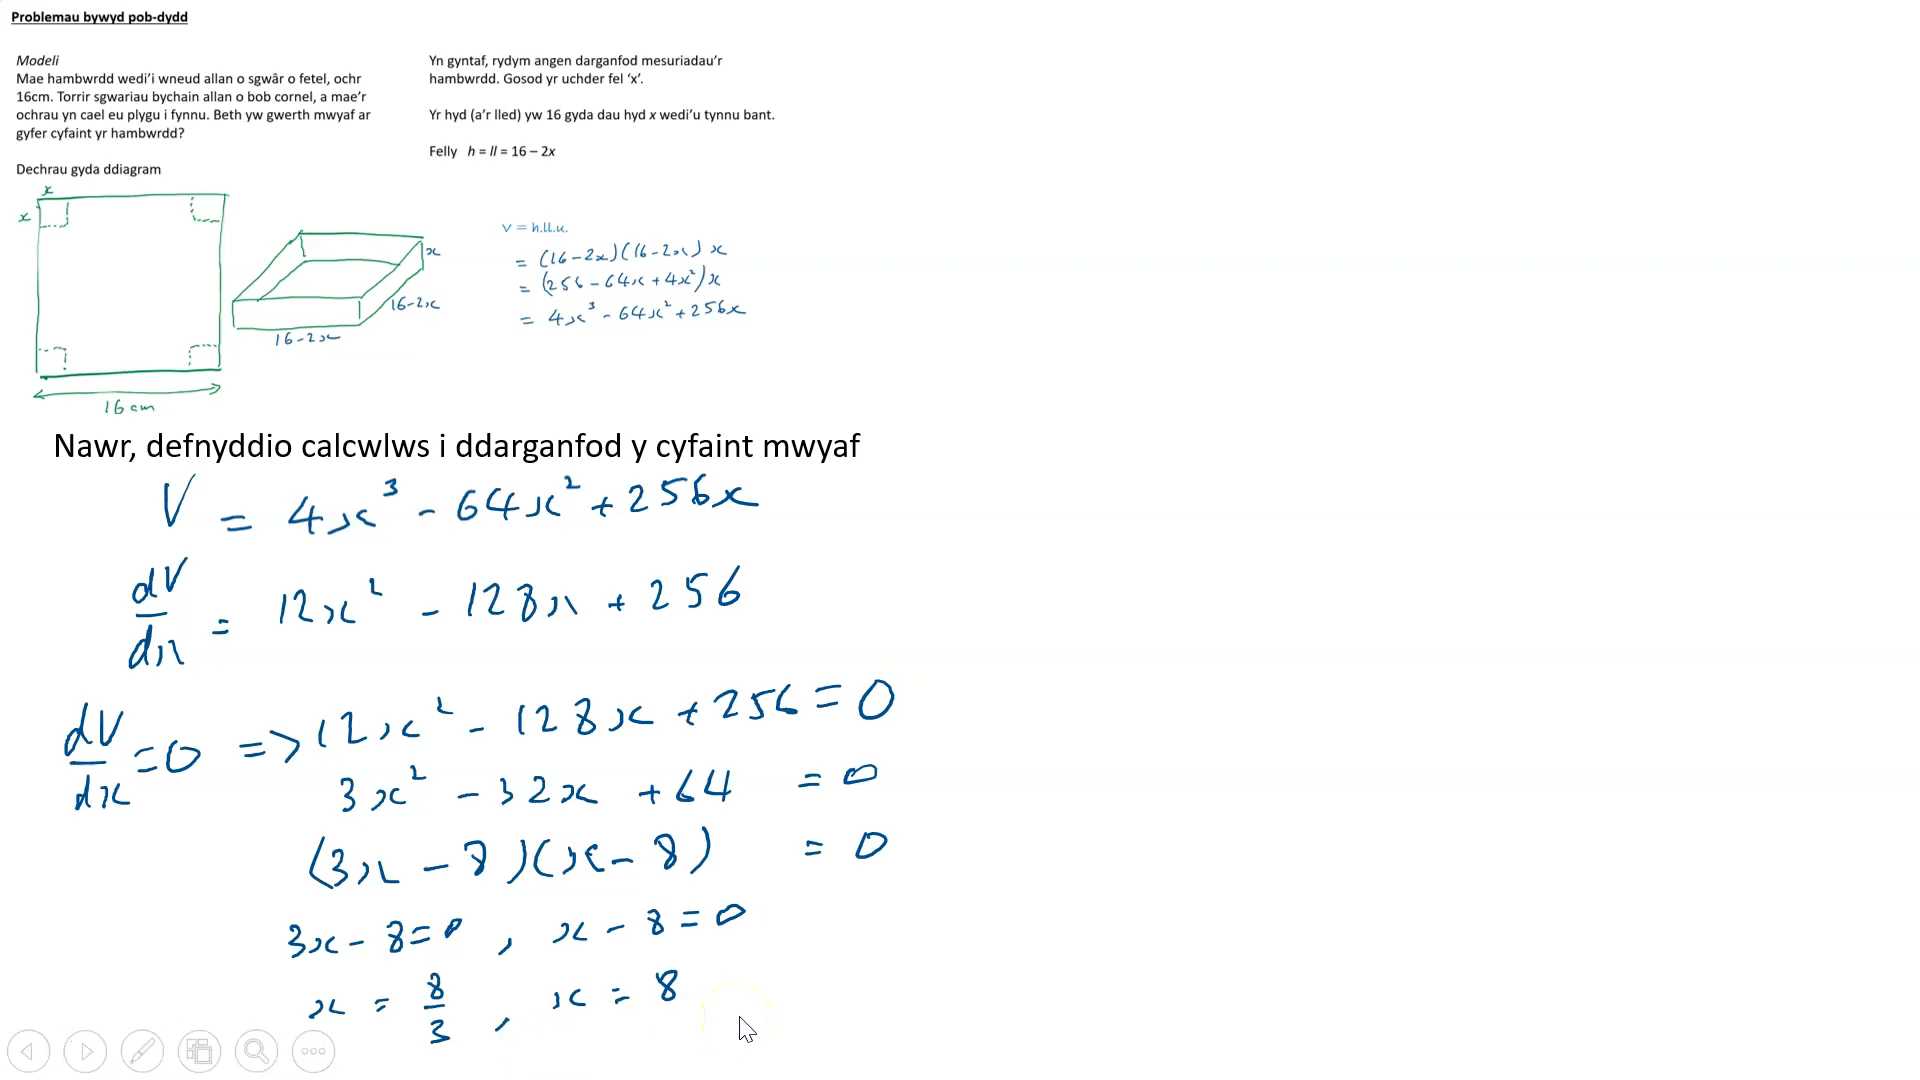 Problemau bywyd pob-dydd
Modeli
Mae hambwrdd wedi’i wneud allan o sgwâr o fetel, ochr
16cm. Torrir sgwariau bychain allan o bob cornel, a mae’r
ochrau yn cael eu plygu i fynnu. Beth yw gwerth mwyaf ar
gyfer cyfaint yr hambwrdd?
Dechrau gyda ddiagram
x
x
16 cm
x
16-2x
16-2x
Yn gyntaf, rydym angen darganfod mesuriadau’r
hambwrdd. Gosod yr uchder fel ‘x’.
Yr hyd (a’r lled) yw 16 gyda dau hyd x wedi’u tynnu bant.
Felly h = ll = 16 – 2x
v = h.ll.u.
= (16-2x)(16-2x) x
= (256-64x+4x²)x
= 4x³ - 64x² + 256x
Nawr, defnyddio calcwlws i ddarganfod y cyfaint mwyaf
V = 4x³ - 64x² + 256x
dV/dx = 12x² - 128x + 256
dV/dx = 0 => 12x² - 128x + 256 = 0
3x² - 32x + 64 = 0
(3x - 8)(x - 8) = 0
3x - 8 = 0 , x - 8 = 0
x = 8/3 , x = 8